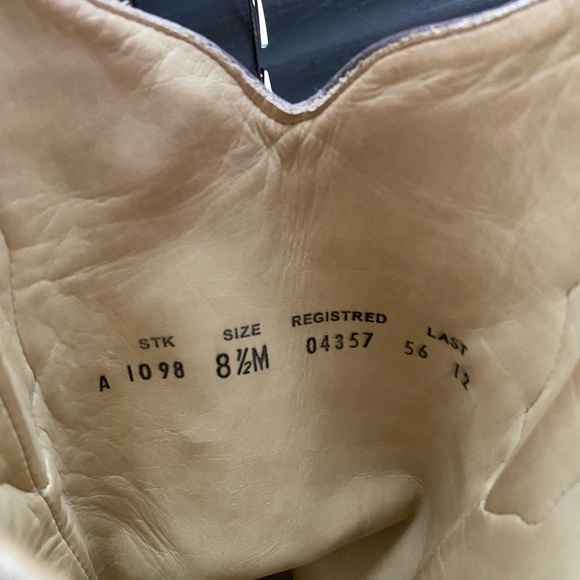 STK SIZE REGISTRED LAST
A 1098 8½M 04357 56 12